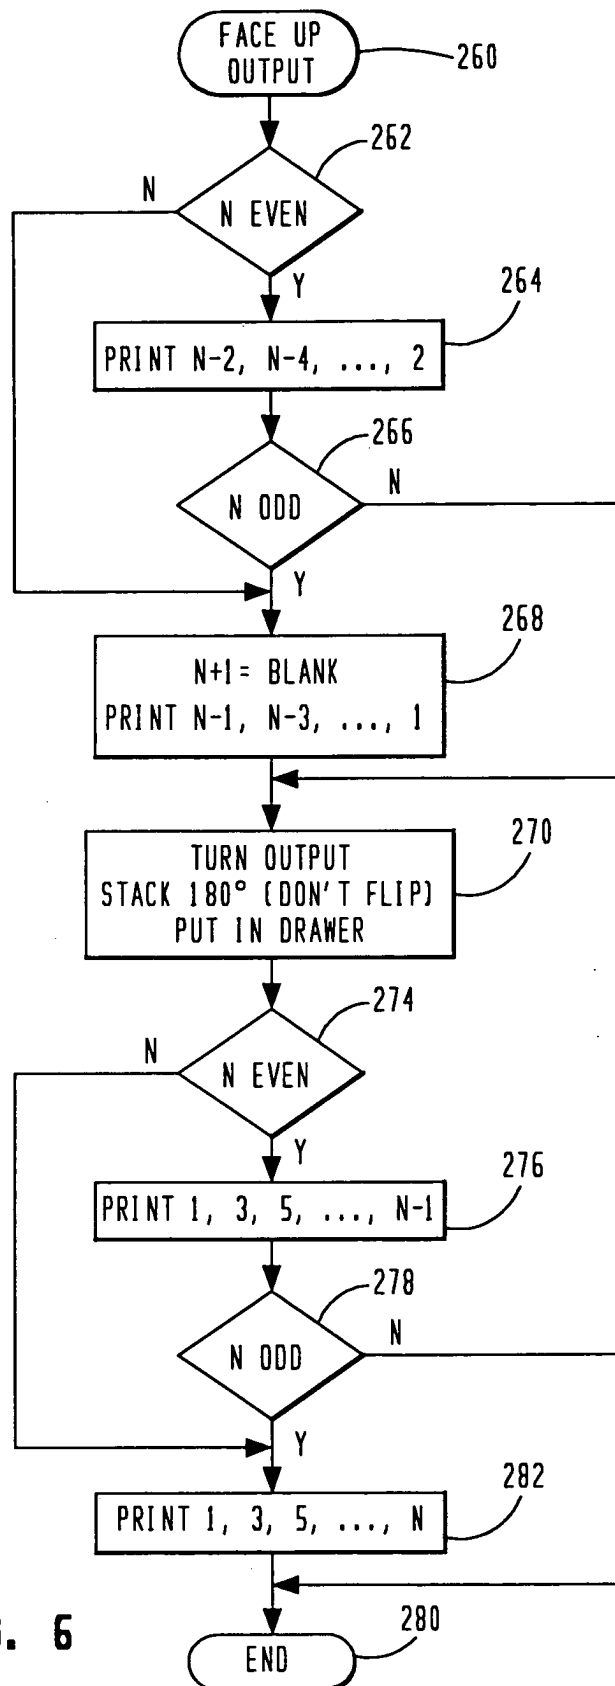 FACE UP
OUTPUT
260
262
N
N EVEN
Y
264
PRINT N-2, N-4, ..., 2
266
N
N ODD
Y
268
N+1= BLANK
PRINT N-1, N-3, ..., 1
270
TURN OUTPUT
STACK 180° (DON'T FLIP)
PUT IN DRAWER
274
N
N EVEN
Y
276
PRINT 1, 3, 5, ..., N-1
278
N
N ODD
Y
282
PRINT 1, 3, 5, ..., N
280
END
. 6